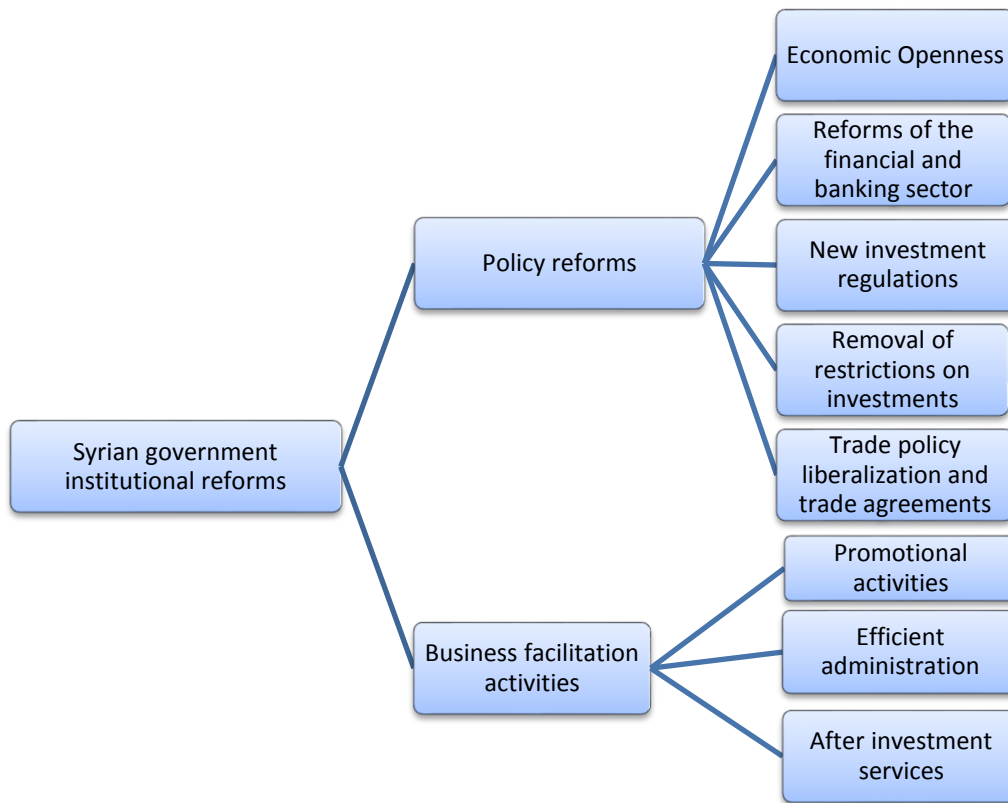 Syrian government
institutional reforms
Policy reforms
Economic Openness
Reforms of the
financial and
banking sector
New investment
regulations
Removal of
restrictions on
investments
Trade policy
liberalization and
trade agreements
Business facilitation
activities
Promotional
activities
Efficient
administration
After investment
services